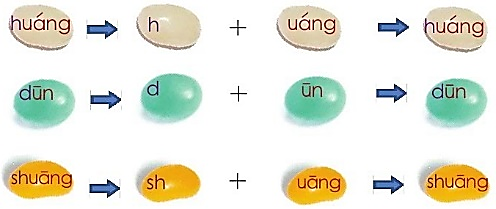 huáng h + uáng huáng
dūn d + ūn dūn
shuāng sh + uāng shuāng